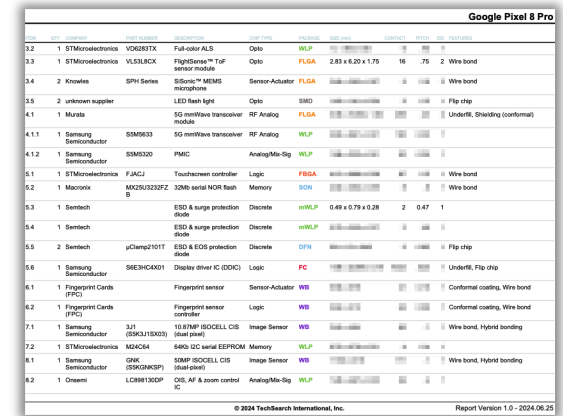 Google Pixel 8 Pro
ITEM QTY COMPANY PART NUMBER DESCRIPTION CHIP TYPE PACKAGE SIZE (mm) CONTACT PITCH DIS FEATURES
3.2 1 STMicroelectronics VD6283TX Full-color ALS Opto WLP
3.3 1 STMicroelectronics VL53L8CX FlightSense™ ToF Opto FLGA 2.83 x 6.20 x 1.75 16 .75 2 Wire bond
sensor module
3.4 2 Knowles SPH Series SiSonic™ MEMS Sensor-Actuator FLGA Wire bond
microphone
3.5 2 unknown supplier LED flash light Opto SMD Flip chip
4.1 1 Murata 5G mmWave transceiver RF Analog FLGA Underfill, Shielding (conformal)
module
4.1.1 1 Samsung S5M5633 5G mmWave transceiver RF Analog WLP
Semiconductor
4.1.2 1 Samsung S5M5320 PMIC Analog/Mix-Sig WLP
Semiconductor
5.1 1 STMicroelectronics FJACJ Touchscreen controller Logic FBGA Wire bond
5.2 1 Macronix MX25U3232FZ 32Mb serial NOR flash Memory SON Wire bond
B
5.3 1 Semtech ESD & surge protection Discrete mWLP 0.49 x 0.79 x 0.28 2 0.47 1
diode
5.4 1 Semtech ESD & surge protection Discrete mWLP
diode
5.5 2 Semtech µClamp2101T ESD & EOS protection Discrete DFN Flip chip
diode
5.6 1 Samsung S6E3HC4X01 Display driver IC (DDIC) Logic FC Underfill, Flip chip
Semiconductor
6.1 1 Fingerprint Cards Fingerprint sensor Sensor-Actuator WB Conformal coating, Wire bond
(FPC)
6.2 1 Fingerprint Cards Fingerprint sensor Logic WB Conformal coating, Wire bond
(FPC) controller
7.1 1 Samsung 3J1 10.87MP ISOCELL CIS Image Sensor WB Wire bond, Hybrid bonding
Semiconductor (S5K3J1SX03) (dual pixel)
7.2 1 STMicroelectronics M24C64 64Kb I2C serial EEPROM Memory WLP
8.1 1 Samsung GNK 50MP ISOCELL CIS Image Sensor WB Wire bond, Hybrid bonding
Semiconductor (S5KGNKSP) (dual-pixel)
8.2 1 Onsemi LC898130DP OIS, AF & zoom control Analog/Mix-Sig WLP
IC
© 2024 TechSearch International, Inc. Report Version 1.0 - 2024.06.25